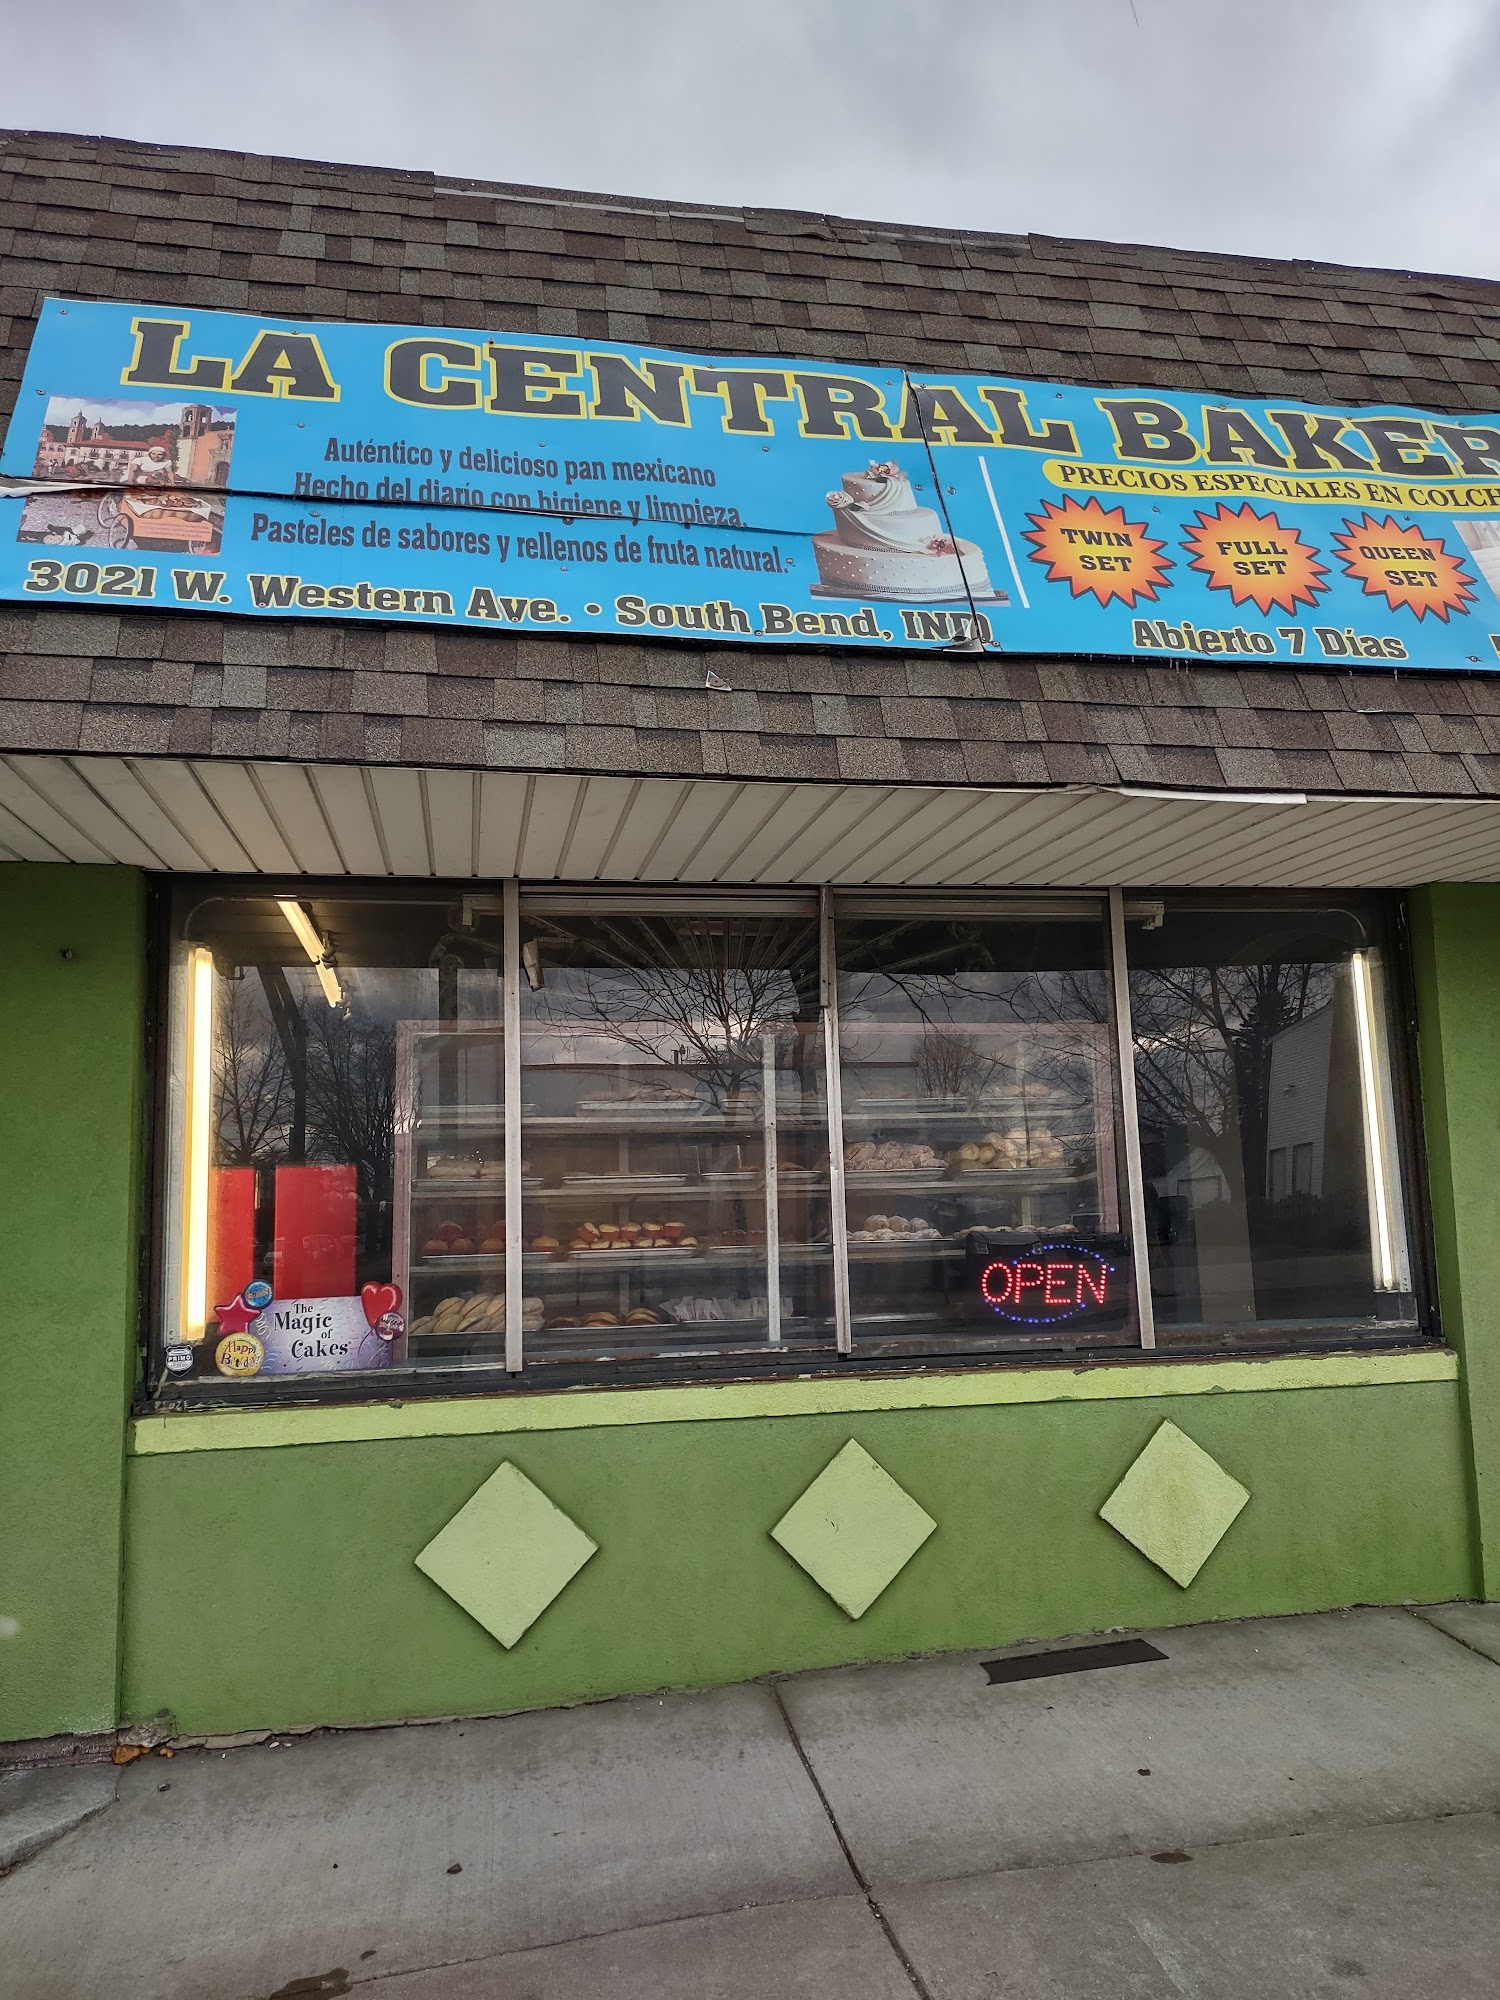 LA CENTRAL BAKER
Auténtico y delicioso pan mexicano
Hecho del diario con higiene y limpieza.
Pasteles de sabores y rellenos de fruta natural.
3021 W. Western Ave. • South Bend, IND
PRECIOS ESPECIALES EN COLCH
TWIN SET
FULL SET
QUEEN SET
Abierto 7 Días
OPEN
The
Magic
of
Cakes
Happy
PRIMO